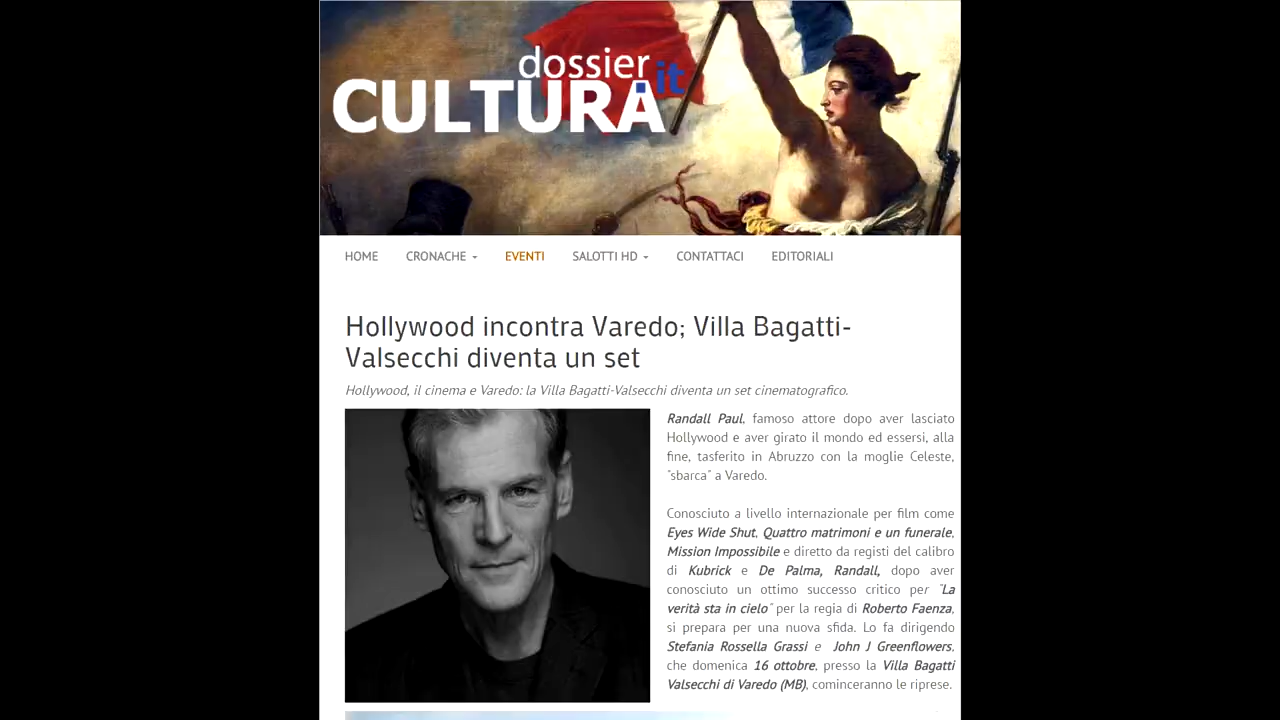 dossier
CULTURA.it
HOME CRONACHE EVENTI SALOTTI HD CONTATTACI EDITORIALI
Hollywood incontra Varedo; Villa Bagatti-
Valsecchi diventa un set
Hollywood, il cinema e Varedo: la Villa Bagatti-Valsecchi diventa un set cinematografico.
Randall Paul, famoso attore dopo aver lasciato
Hollywood e aver girato il mondo ed essersi, alla
fine, tasferito in Abruzzo con la moglie Celeste,
"sbarca" a Varedo.
Conosciuto a livello internazionale per film come
Eyes Wide Shut, Quattro matrimoni e un funerale,
Mission Impossibile e diretto da registi del calibro
di Kubrick e De Palma, Randall, dopo aver
conosciuto un ottimo successo critico per "La
verità sta in cielo" per la regia di Roberto Faenza,
si prepara per una nuova sfida. Lo fa dirigendo
Stefania Rossella Grassi e John J Greenflowers,
che domenica 16 ottobre, presso la Villa Bagatti
Valsecchi di Varedo (MB), cominceranno le riprese.